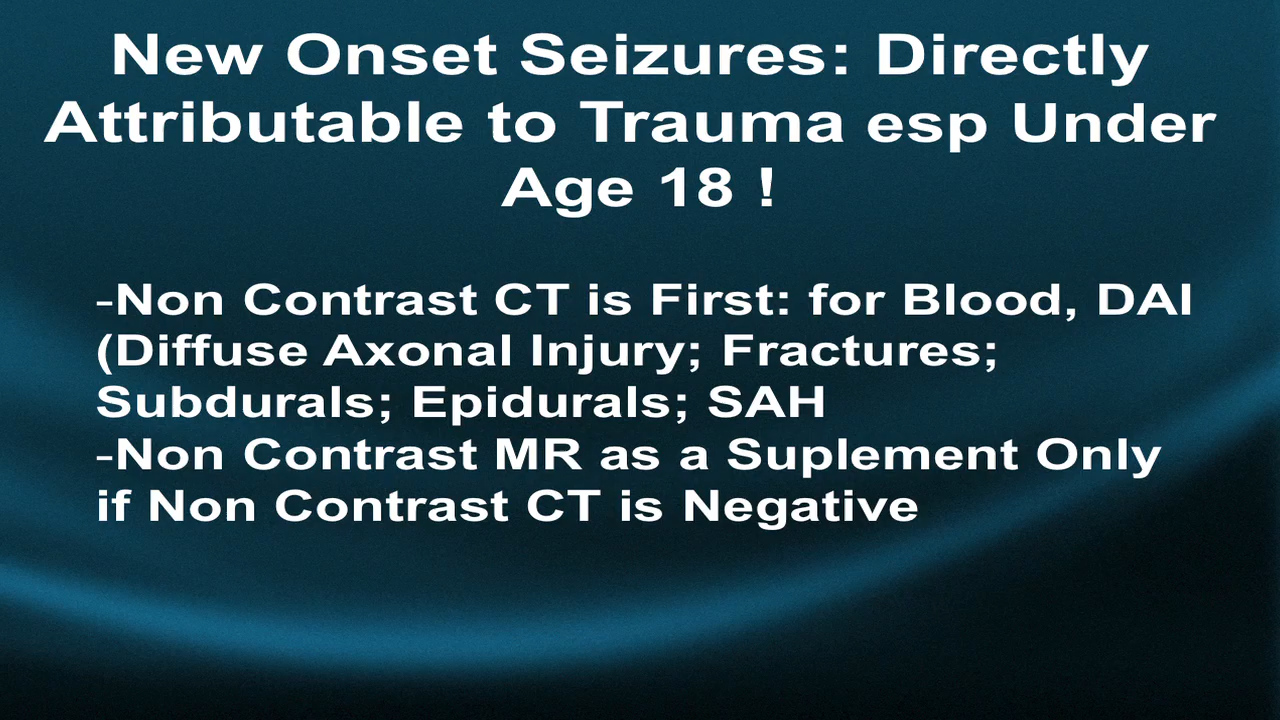 New Onset Seizures: Directly
Attributable to Trauma esp Under
Age 18 !
-Non Contrast CT is First: for Blood, DAI
(Diffuse Axonal Injury; Fractures;
Subdurals; Epidurals; SAH
-Non Contrast MR as a Suplement Only
if Non Contrast CT is Negative